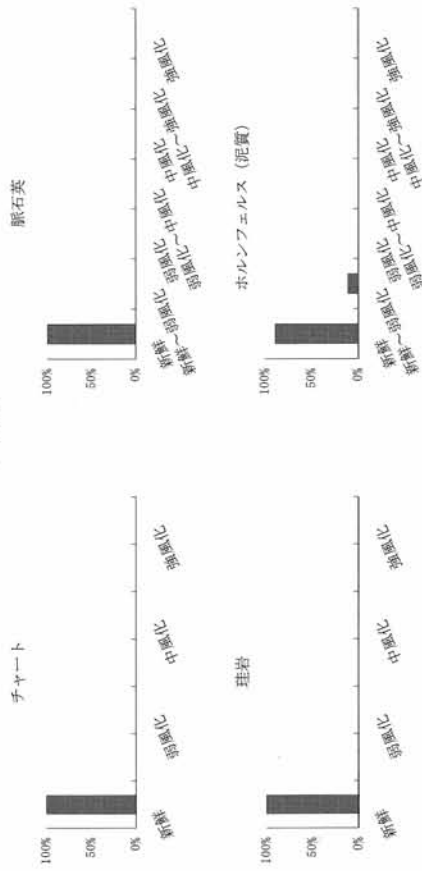 チャート
100%
50%
0%
新鮮
弱風化
中風化
強風化
脈石英
100%
50%
0%
新鮮
新鮮～弱風化
弱風化
弱風化～中風化
中風化
中風化～強風化
強風化
珪岩
100%
50%
0%
新鮮
弱風化
中風化
強風化
ホルンフェルス（泥質）
100%
50%
0%
新鮮
新鮮～弱風化
弱風化
弱風化～中風化
中風化
中風化～強風化
強風化